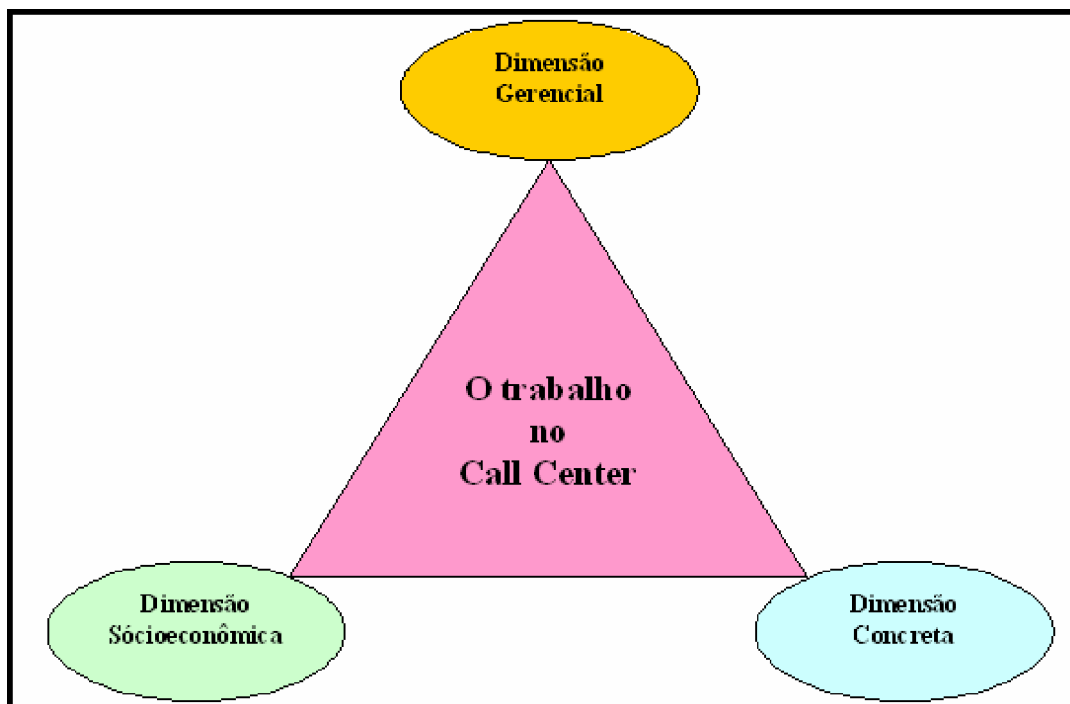 Dimensão
Gerencial
O trabalho
no
Call Center
Dimensão
Sócioeconômica
Dimensão
Concreta